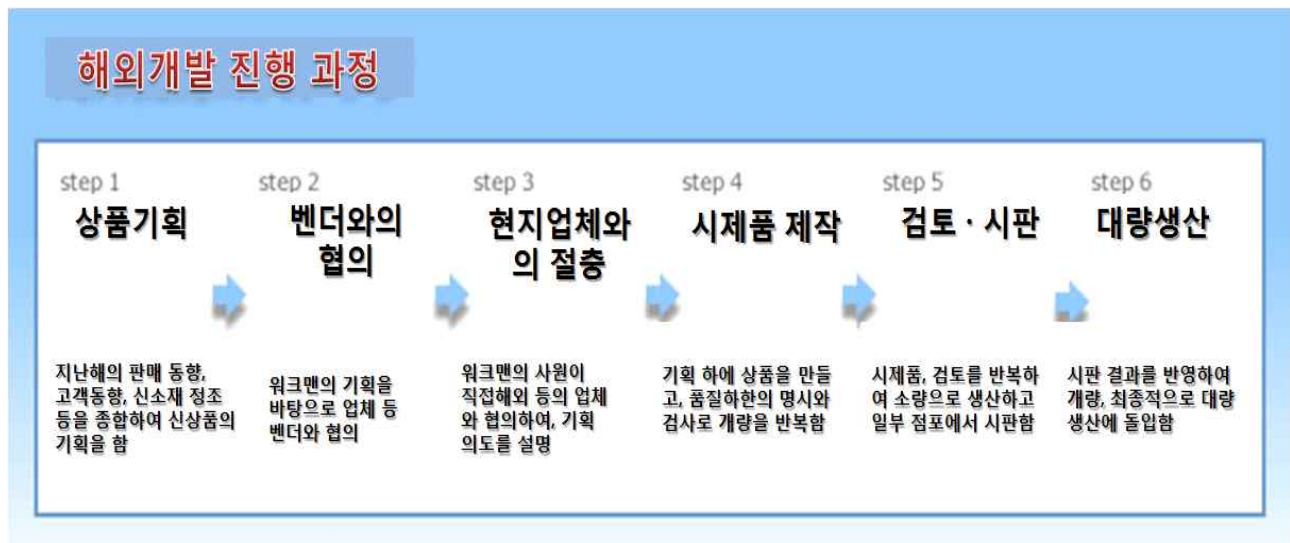 해외개발 진행 과정
step 1
상품기획
지난해의 판매 동향,
고객동향, 신소재 정조
등을 종합하여 신상품의
기획을 함
step 2
벤더와의
협의
워크맨의 기획을
바탕으로 업체 등
벤더와 협의
step 3
현지업체와
의 절층
워크맨의 사원이
직접해외 등의 업체
와 협의하여, 기획
의도를 설명
step 4
시제품 제작
기획 하에 상품을 만들
고, 품질하한의 명시와
검사로 개량을 반복함
step 5
검토 · 시판
시제품, 검토를 반복하
여 소량으로 생산하고
일부 점포에서 시판함
step 6
대량생산
시판 결과를 반영하여
개량, 최종적으로 대량
생산에 돌입함